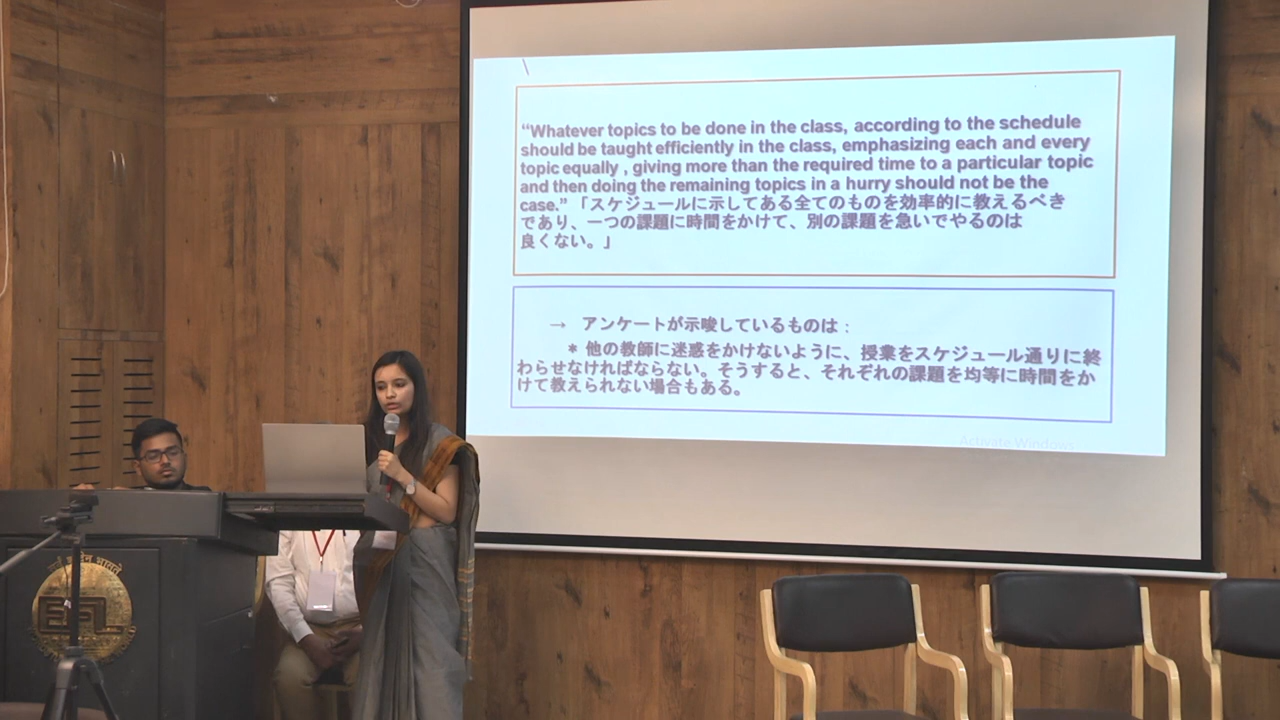 “Whatever topics to be done in the class, according to the schedule
should be taught efficiently in the class, emphasizing each and every
topic equally , giving more than the required time to a particular topic
and then doing the remaining topics in a hurry should not be the
case.” 「スケジュールに示してある全てのものを効率的に教えるべき
であり、一つの課題に時間をかけて、別の課題を急いでやるのは
良くない。」
→ アンケートが示唆しているものは：
* 他の教師に迷惑をかけないように、授業をスケジュール通りに終
わらせなければならない。そうすると、それぞれの課題を均等に時間をか
けて教えられない場合もある。
Activate Windows
EFL